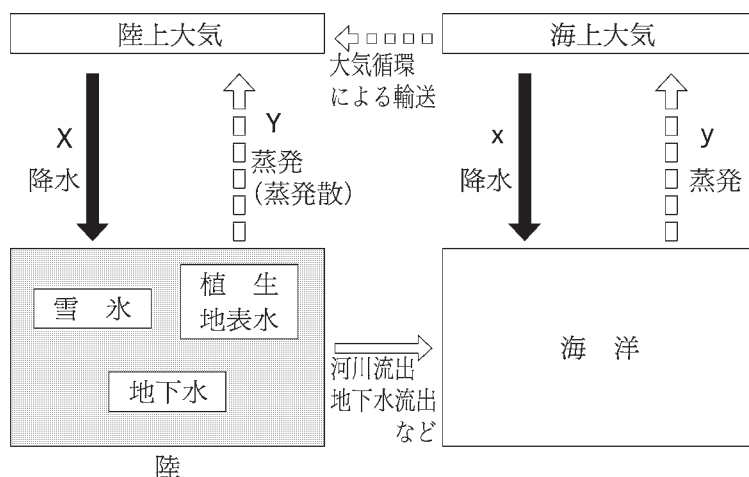 陸上大気
海上大気
大気循環
による輸送
X
降水
Y
蒸発
(蒸発散)
x
降水
y
蒸発
雪 氷
植 生
地表水
地下水
河川流出
地下水流出
など
海 洋
陸